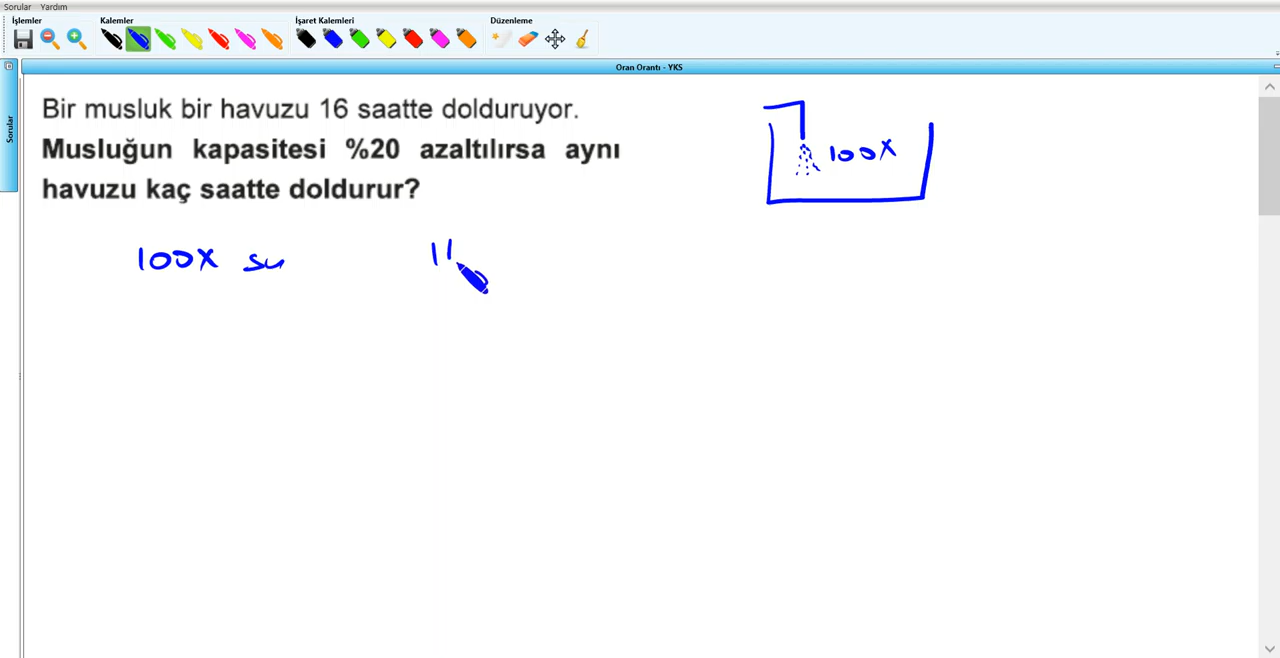 Sorular Yardım
İşlemler Kalemler İşaret Kalemleri Düzenleme
Oran Orantı - YKS
Sorular
Bir musluk bir havuzu 16 saatte dolduruyor.
Musluğun kapasitesi %20 azaltılırsa aynı
havuzu kaç saatte doldurur?
100x
100x su